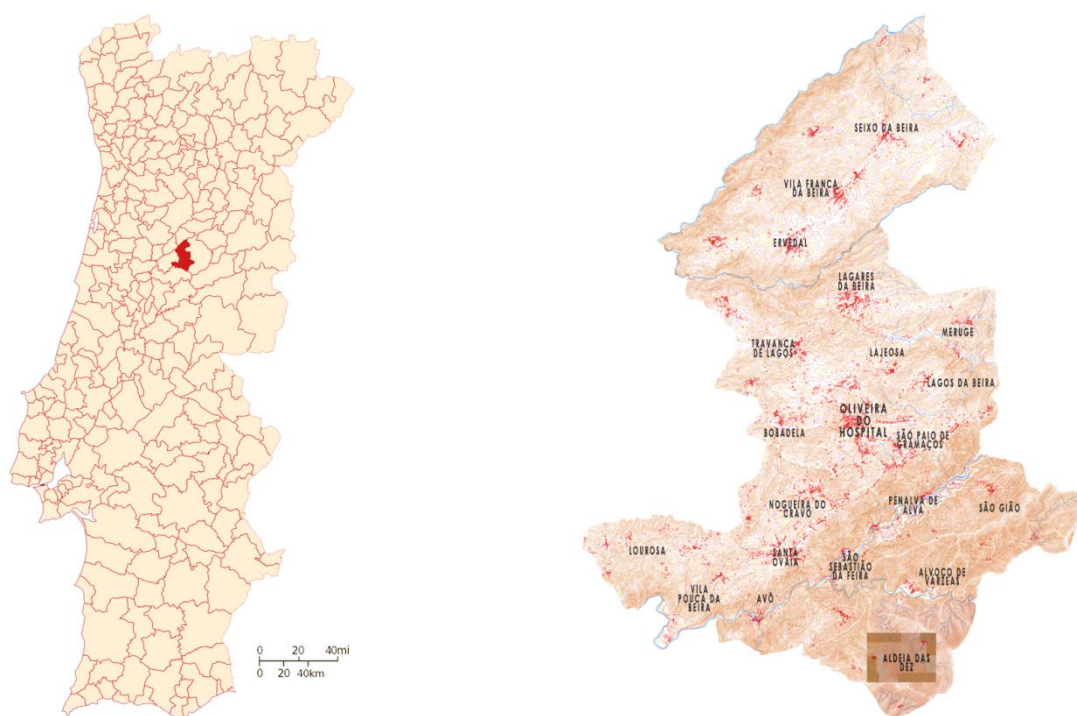 0 20 40mi
0 20 40km
SEIXO DA BEIRA
VILA FRANCA
DA BEIRA
ERVEDAL
LAGARES
DA BEIRA
MERUGE
TRAVANCA
DE LAGOS
LAJEOSA
LAGOS DA BEIRA
OLIVEIRA
DO
HOSPITAL
BOBADELA
SÃO PAIO DE
GRAMAÇOS
PENALVA DE
ALVA
SÃO GIÃO
NOGUEIRA DO
CRAVO
LOUROSA
SANTA
OVAIA
SÃO
SEBASTIÃO
DA FEIRA
ALVOCO DE
VARZEAS
VILA
POUCA DA
BEIRA
AVÔ
ALDEIA DAS
DEZ